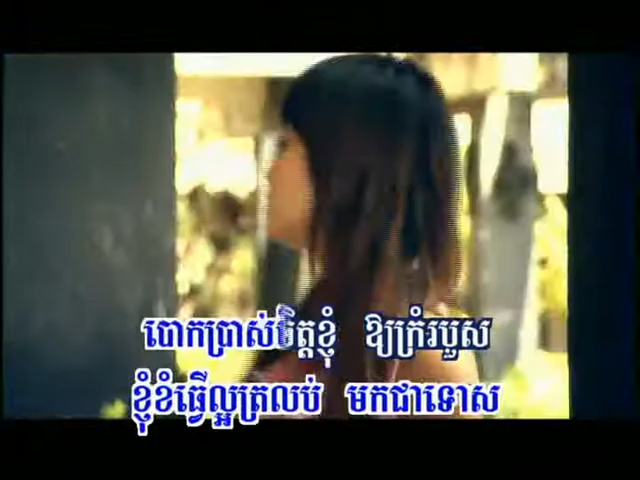 បោកប្រាស់ចិត្តខ្ញុំ ឱ្យក្រំរបួស
ខ្ញុំខំធ្វើល្អត្រលប់ មកជាទោស